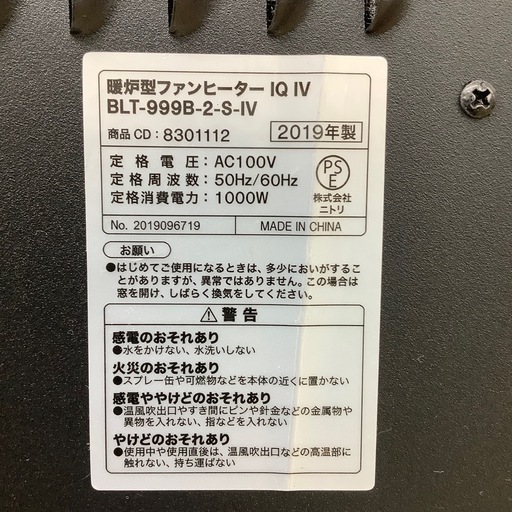 暖炉型ファンヒーター IQ IV
BLT-999B-2-S-IV
商品 CD：8301112
2019年製
定格電圧：AC100V
定格周波数：50Hz/60Hz
定格消費電力：1000W
PS
E
株式会社
ニトリ
No. 2019096719
MADE IN CHINA
お願い
●はじめてご使用になるときは、多少においがするこ
とがありますが、異常ではありません。この場合は
窓を開け、しばらく換気をしてください。
⚠警告
感電のおそれあり
●水をかけない、水洗いしない
火災のおそれあり
●スプレー缶や可燃物などを本体の近くに置かない
感電ややけどのおそれあり
●温風吹出口やすき間にピンや針金などの金属物や
異物を入れない、指などを入れない
やけどのおそれあり
●使用中や使用直後は、温風吹出口などの高温部に
触れない、持ち運ばない